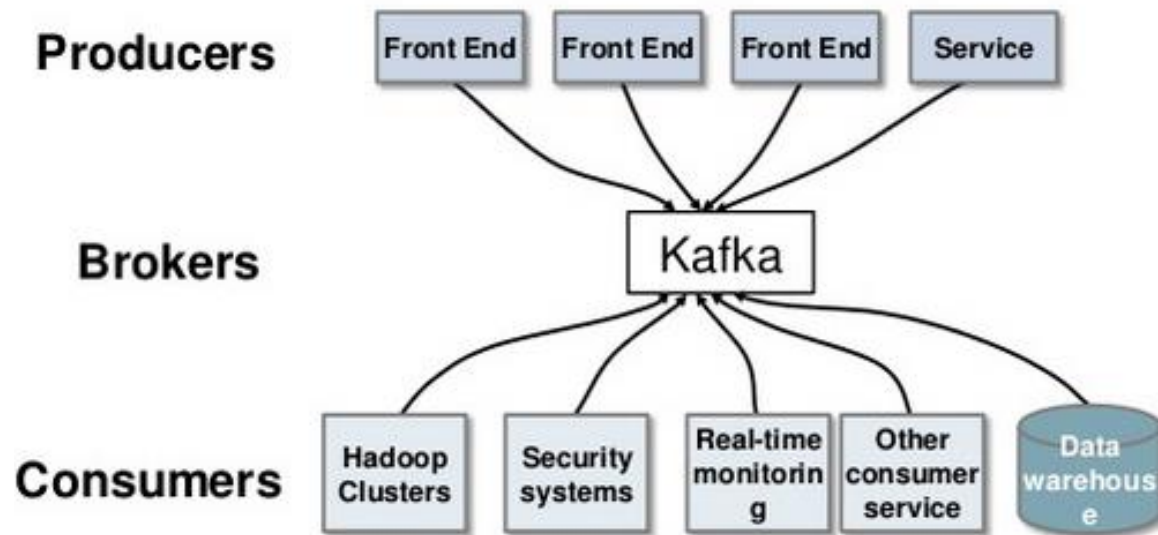 Producers
Front End
Front End
Front End
Service
Brokers
Kafka
Consumers
Hadoop
Clusters
Security
systems
Real-time
monitorin
g
Other
consumer
service
Data
warehous
e